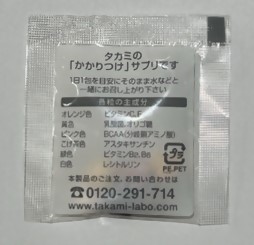 タカミの
「かかりつけ」サプリです
1日1包を目安にそのまま水などと
一緒にお召し上がり下さい
各粒の主成分
オレンジ色 ビタミンC,E
黄色 乳酸菌,オリゴ糖
ピンク色 BCAA(分岐鎖アミノ酸)
こげ茶色 アスタキサンチン
緑色 ビタミンB2,B6
白色 レシトルリン
プラ
PE,PET
本製品のご注文、お問い合わせは
0120-291-714
www.takami-labo.com